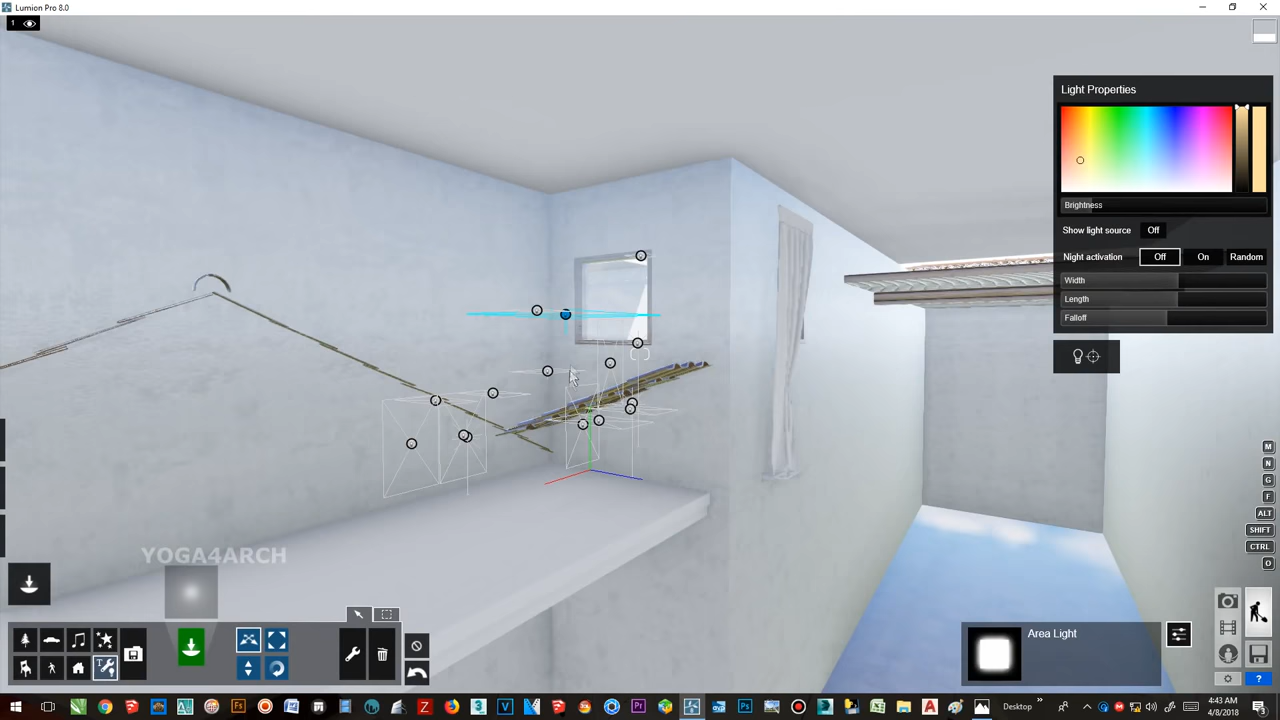 Lumion Pro 8.0
1
Light Properties
Brightness
Show light source Off
Night activation Off On Random
Width
Length
Falloff
M
N
G
F
ALT
SHIFT
CTRL
O
YOGA4ARCH
Area Light
?
Desktop
4:43 AM
4/8/2018